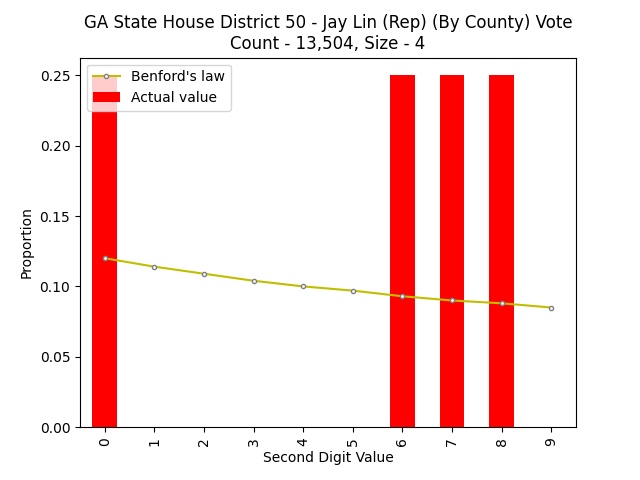 GA State House District 50 - Jay Lin (Rep) (By County) Vote
Count - 13,504, Size - 4
Benford's law
Actual value
0.25
0.20
0.15
0.10
0.05
0.00
Proportion
0 1 2 3 4 5 6 7 8 9
Second Digit Value